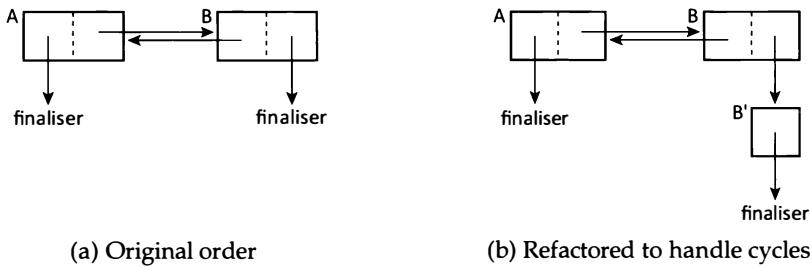 A
B
finaliser
finaliser
(a) Original order
A
B
finaliser
B'
finaliser
(b) Refactored to handle cycles